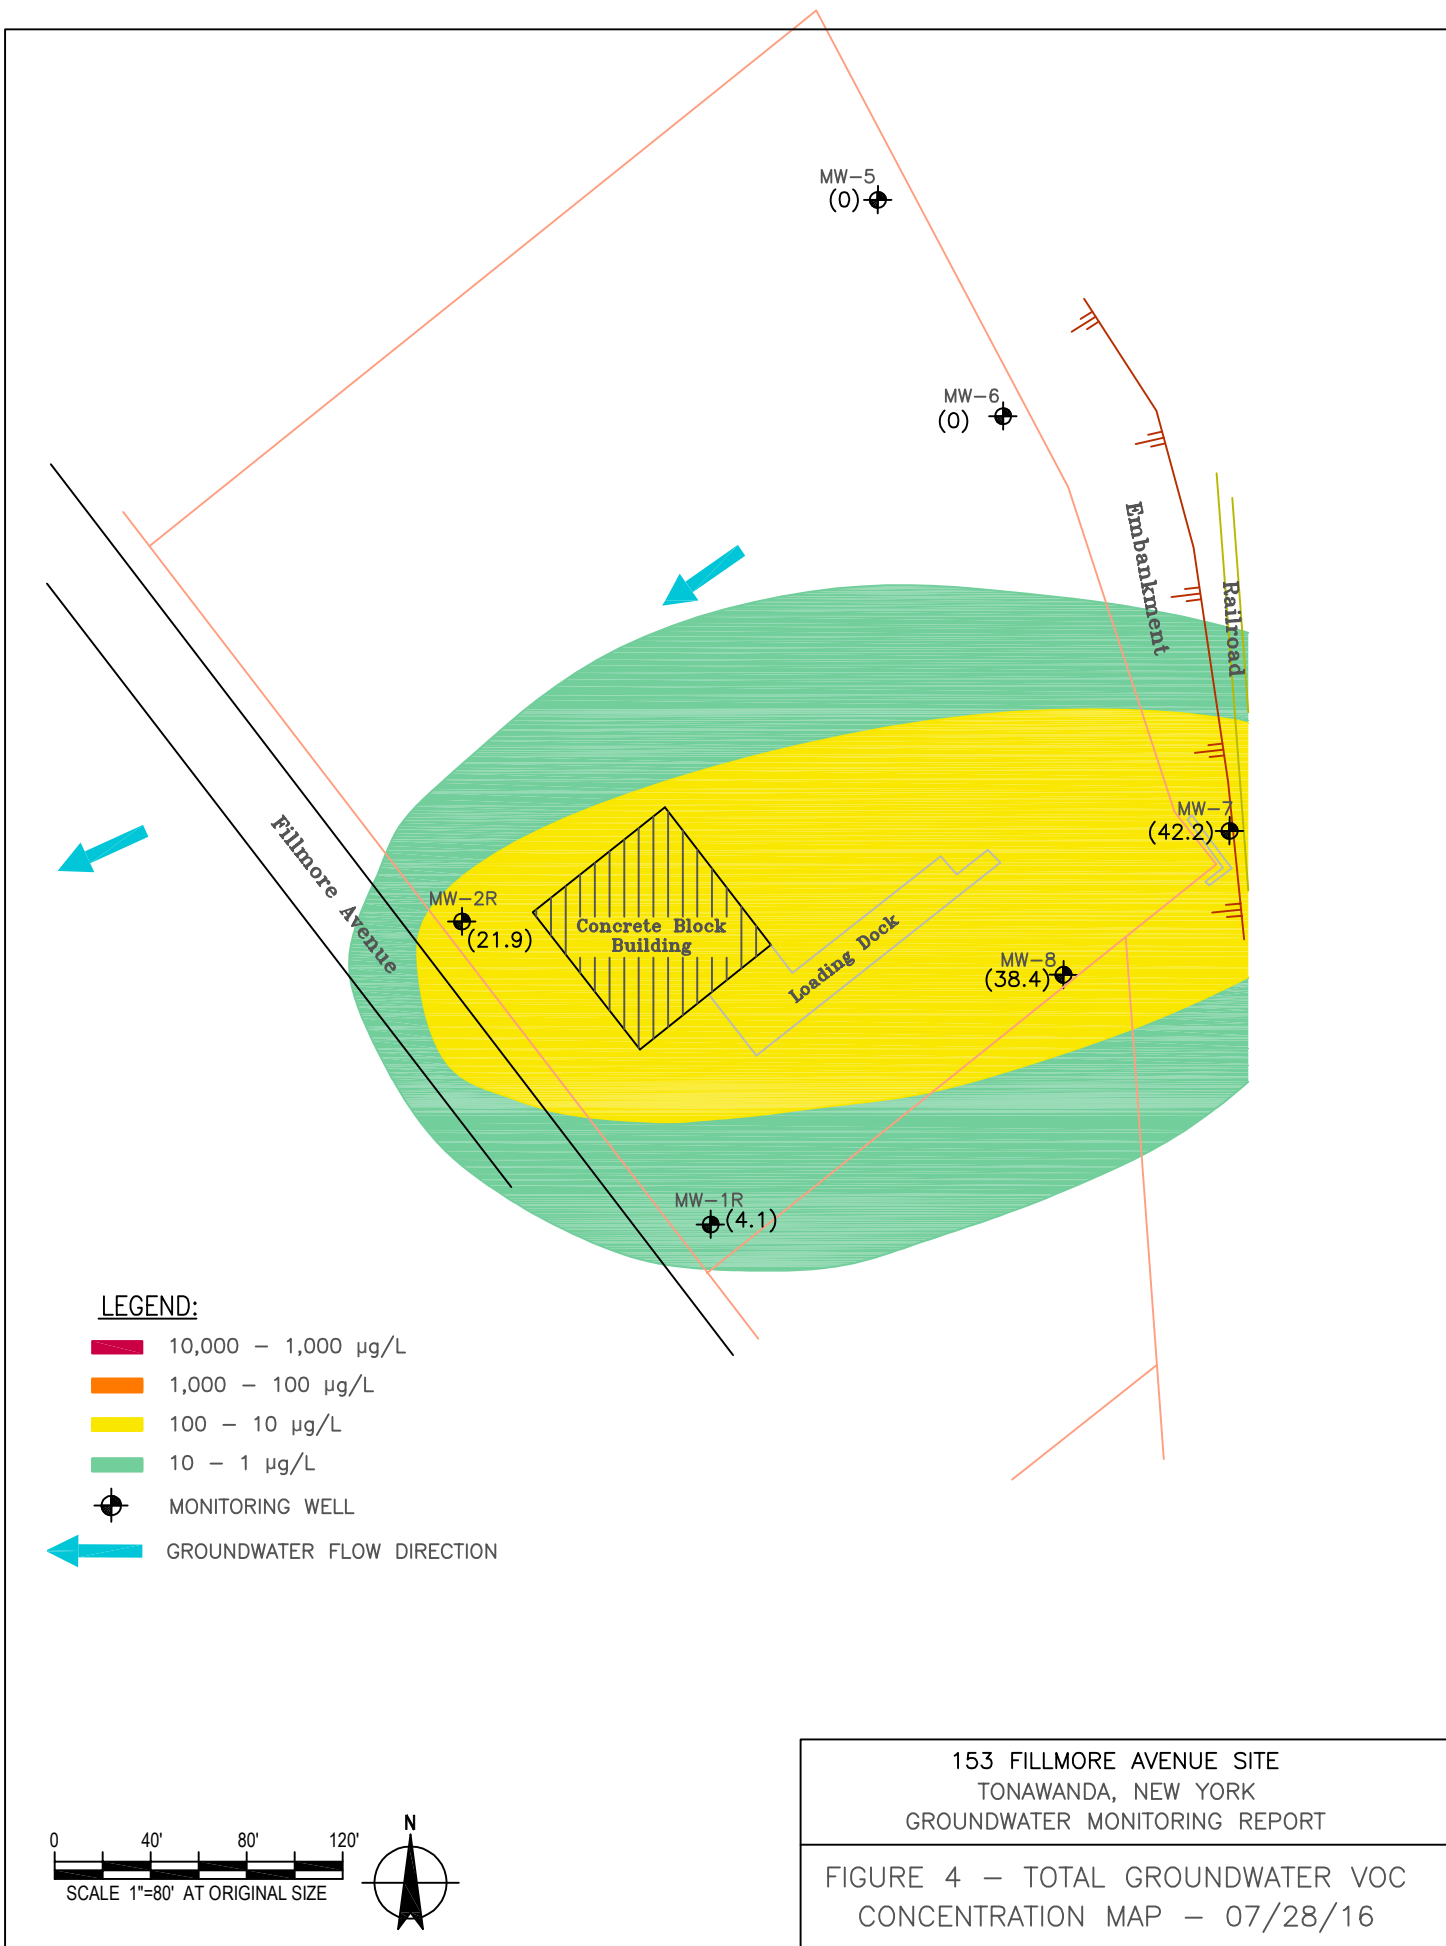 MW-5
(0)
MW-6
(0)
Embankment
Railroad
MW-7
(42.2)
Fillmore Avenue
MW-2R
(21.9)
Concrete Block
Building
Loading Dock
MW-8
(38.4)
MW-1R
(4.1)
LEGEND:
10,000 - 1,000 µg/L
1,000 - 100 µg/L
100 - 10 µg/L
10 - 1 µg/L
MONITORING WELL
GROUNDWATER FLOW DIRECTION
0 40' 80' 120'
SCALE 1"=80' AT ORIGINAL SIZE
N
153 FILLMORE AVENUE SITE
TONAWANDA, NEW YORK
GROUNDWATER MONITORING REPORT
FIGURE 4 - TOTAL GROUNDWATER VOC
CONCENTRATION MAP - 07/28/16